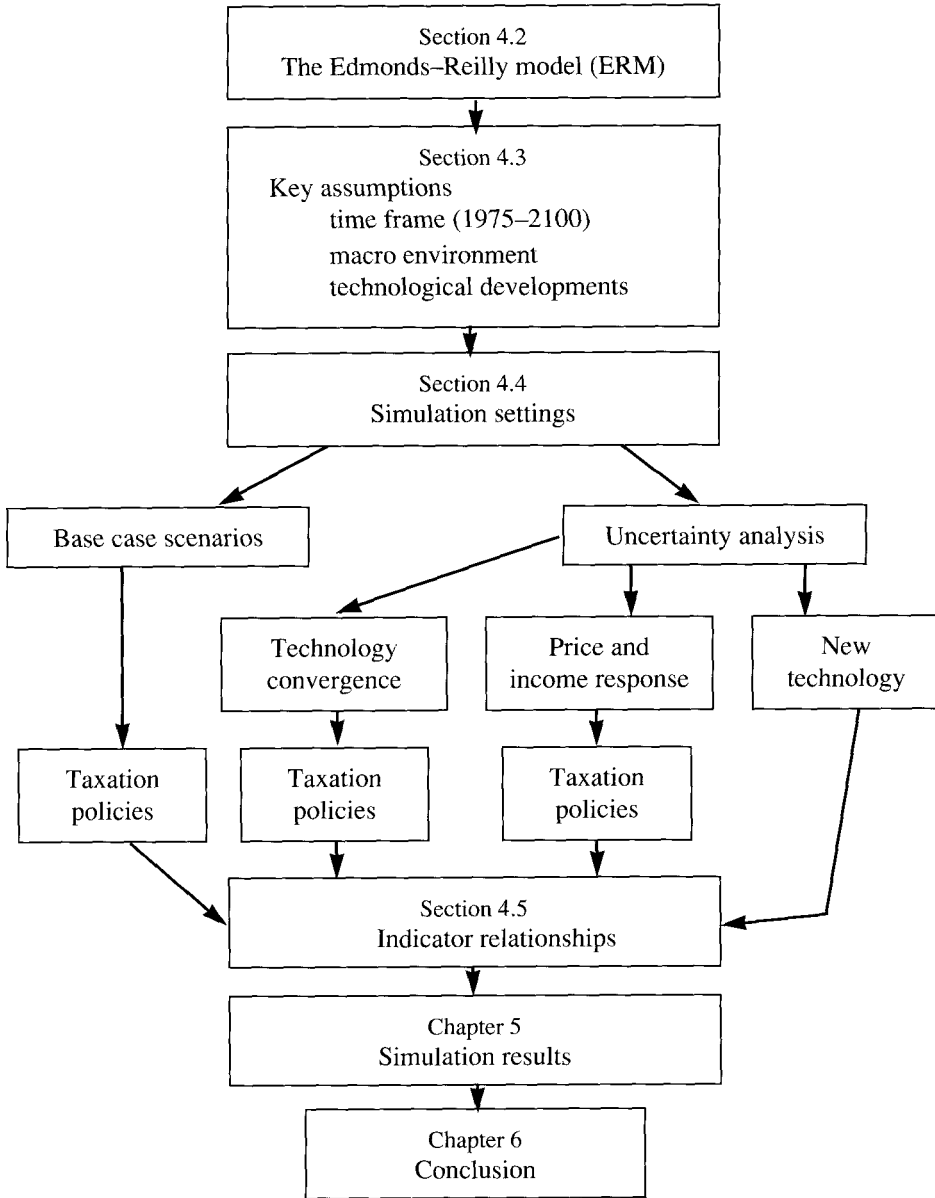 Section 4.2
The Edmonds–Reilly model (ERM)
Section 4.3
Key assumptions
time frame (1975–2100)
macro environment
technological developments
Section 4.4
Simulation settings
Base case scenarios
Uncertainty analysis
Technology
convergence
Price and
income response
New
technology
Taxation
policies
Taxation
policies
Taxation
policies
Section 4.5
Indicator relationships
Chapter 5
Simulation results
Chapter 6
Conclusion